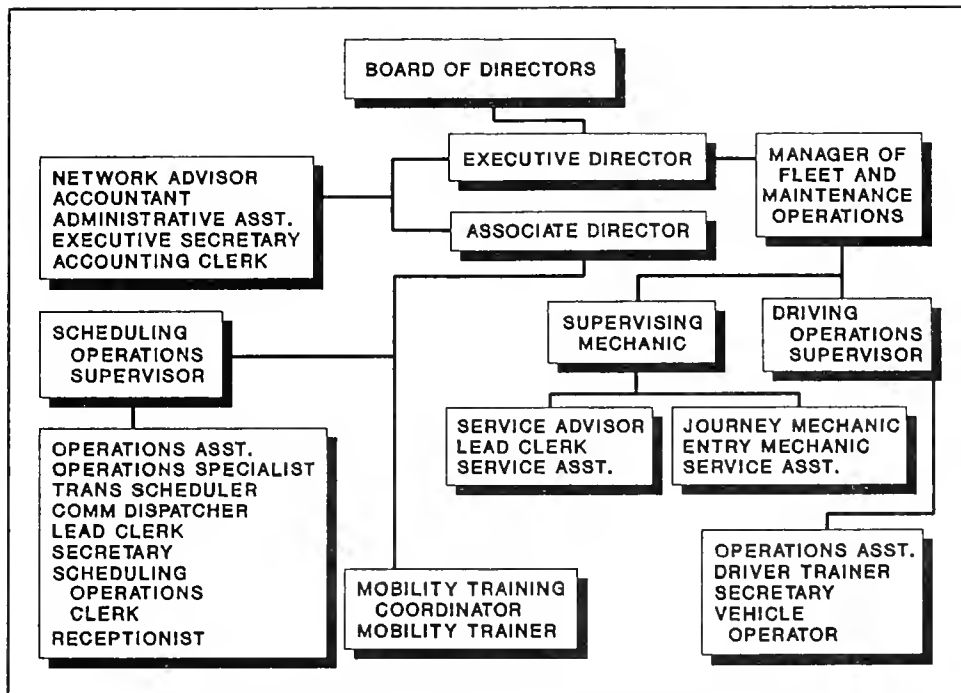 BOARD OF DIRECTORS
EXECUTIVE DIRECTOR
MANAGER OF
FLEET AND
MAINTENANCE
OPERATIONS
NETWORK ADVISOR
ACCOUNTANT
ADMINISTRATIVE ASST.
EXECUTIVE SECRETARY
ACCOUNTING CLERK
ASSOCIATE DIRECTOR
SCHEDULING
OPERATIONS
SUPERVISOR
SUPERVISING
MECHANIC
DRIVING
OPERATIONS
SUPERVISOR
SERVICE ADVISOR
LEAD CLERK
SERVICE ASST.
JOURNEY MECHANIC
ENTRY MECHANIC
SERVICE ASST.
OPERATIONS ASST.
OPERATIONS SPECIALIST
TRANS SCHEDULER
COMM DISPATCHER
LEAD CLERK
SECRETARY
SCHEDULING
OPERATIONS
CLERK
RECEPTIONIST
MOBILITY TRAINING
COORDINATOR
MOBILITY TRAINER
OPERATIONS ASST.
DRIVER TRAINER
SECRETARY
VEHICLE
OPERATOR